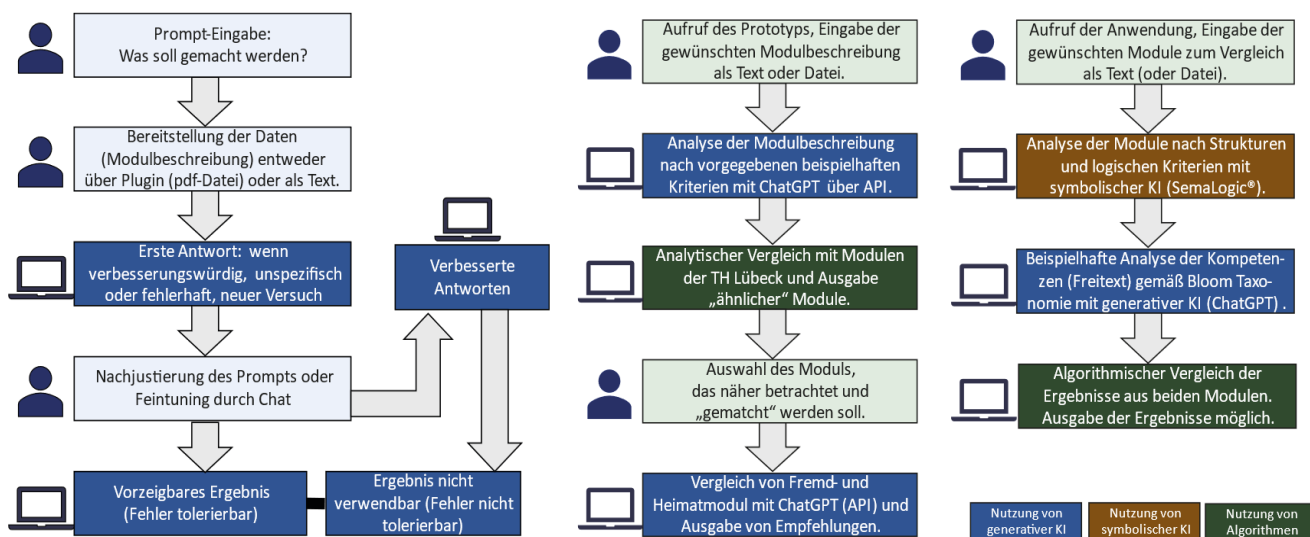 Prompt-Eingabe:
Was soll gemacht werden?
Bereitstellung der Daten
(Modulbeschreibung) entweder
über Plugin (pdf-Datei) oder als Text.
Erste Antwort: wenn
verbesserungswürdig, unspezifisch
oder fehlerhaft, neuer Versuch
Verbesserte
Antworten
Nachjustierung des Prompts oder
Feintuning durch Chat
Vorzeigbares Ergebnis
(Fehler tolerierbar)
Ergebnis nicht
verwendbar (Fehler nicht
tolerierbar)
Aufruf des Prototyps, Eingabe der
gewünschten Modulbeschreibung
als Text oder Datei.
Analyse der Modulbeschreibung
nach vorgegebenen beispielhaften
Kriterien mit ChatGPT über API.
Analytischer Vergleich mit Modulen
der TH Lübeck und Ausgabe
„ähnlicher“ Module.
Auswahl des Moduls,
das näher betrachtet und
„gematcht“ werden soll.
Vergleich von Fremd- und
Heimatmodul mit ChatGPT (API) und
Ausgabe von Empfehlungen.
Aufruf der Anwendung, Eingabe der
gewünschten Module zum Vergleich
als Text (oder Datei).
Analyse der Module nach Strukturen
und logischen Kriterien mit
symbolischer KI (SemaLogic®).
Beispielhafte Analyse der Kompeten-
zen (Freitext) gemäß Bloom Taxo-
nomie mit generativer KI (ChatGPT) .
Algorithmischer Vergleich der
Ergebnisse aus beiden Modulen.
Ausgabe der Ergebnisse möglich.
Nutzung von
generativer KI
Nutzung von
symbolischer KI
Nutzung von
Algorithmen